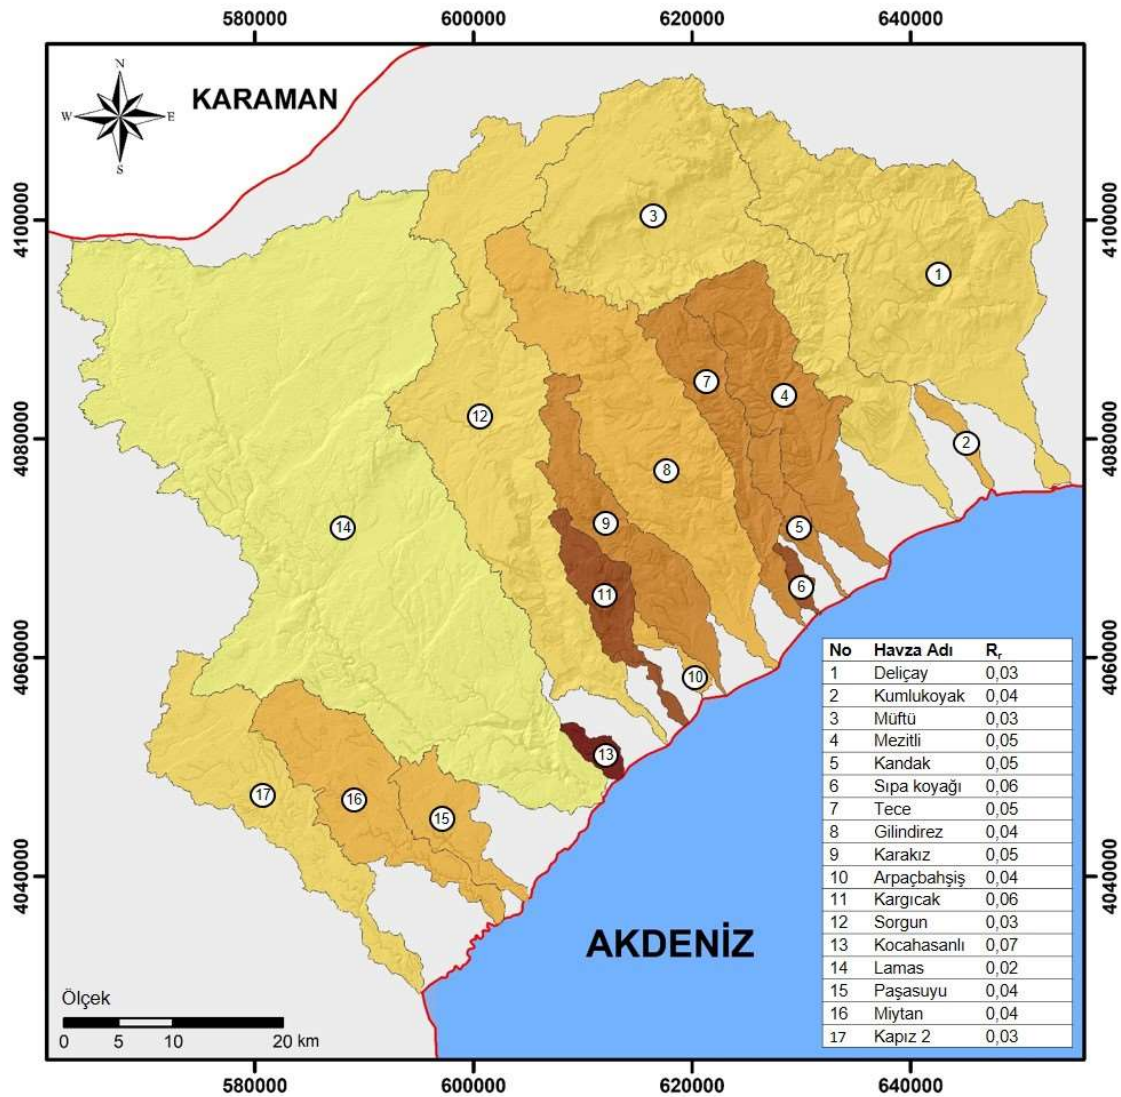 580000 600000 620000 640000
N
W E
S
KARAMAN
4100000 4100000
3
1
7
4
12
4080000 4080000
2
8
14
9
5
6
11
4060000 4060000
10
13
17
16
15
4040000 4040000
AKDENİZ
No Havza Adı Rr
1 Deliçay 0,03
2 Kumlukoyak 0,04
3 Müftü 0,03
4 Mezitli 0,05
5 Kandak 0,05
6 Sıpa koyağı 0,06
7 Tece 0,05
8 Gilindirez 0,04
9 Karakız 0,05
10 Arpaçbahşiş 0,04
11 Kargıcak 0,06
12 Sorgun 0,03
13 Kocahasanlı 0,07
14 Lamas 0,02
15 Paşasuyu 0,04
16 Miytan 0,04
17 Kapız 2 0,03
Ölçek
0 5 10 20 km
580000 600000 620000 640000